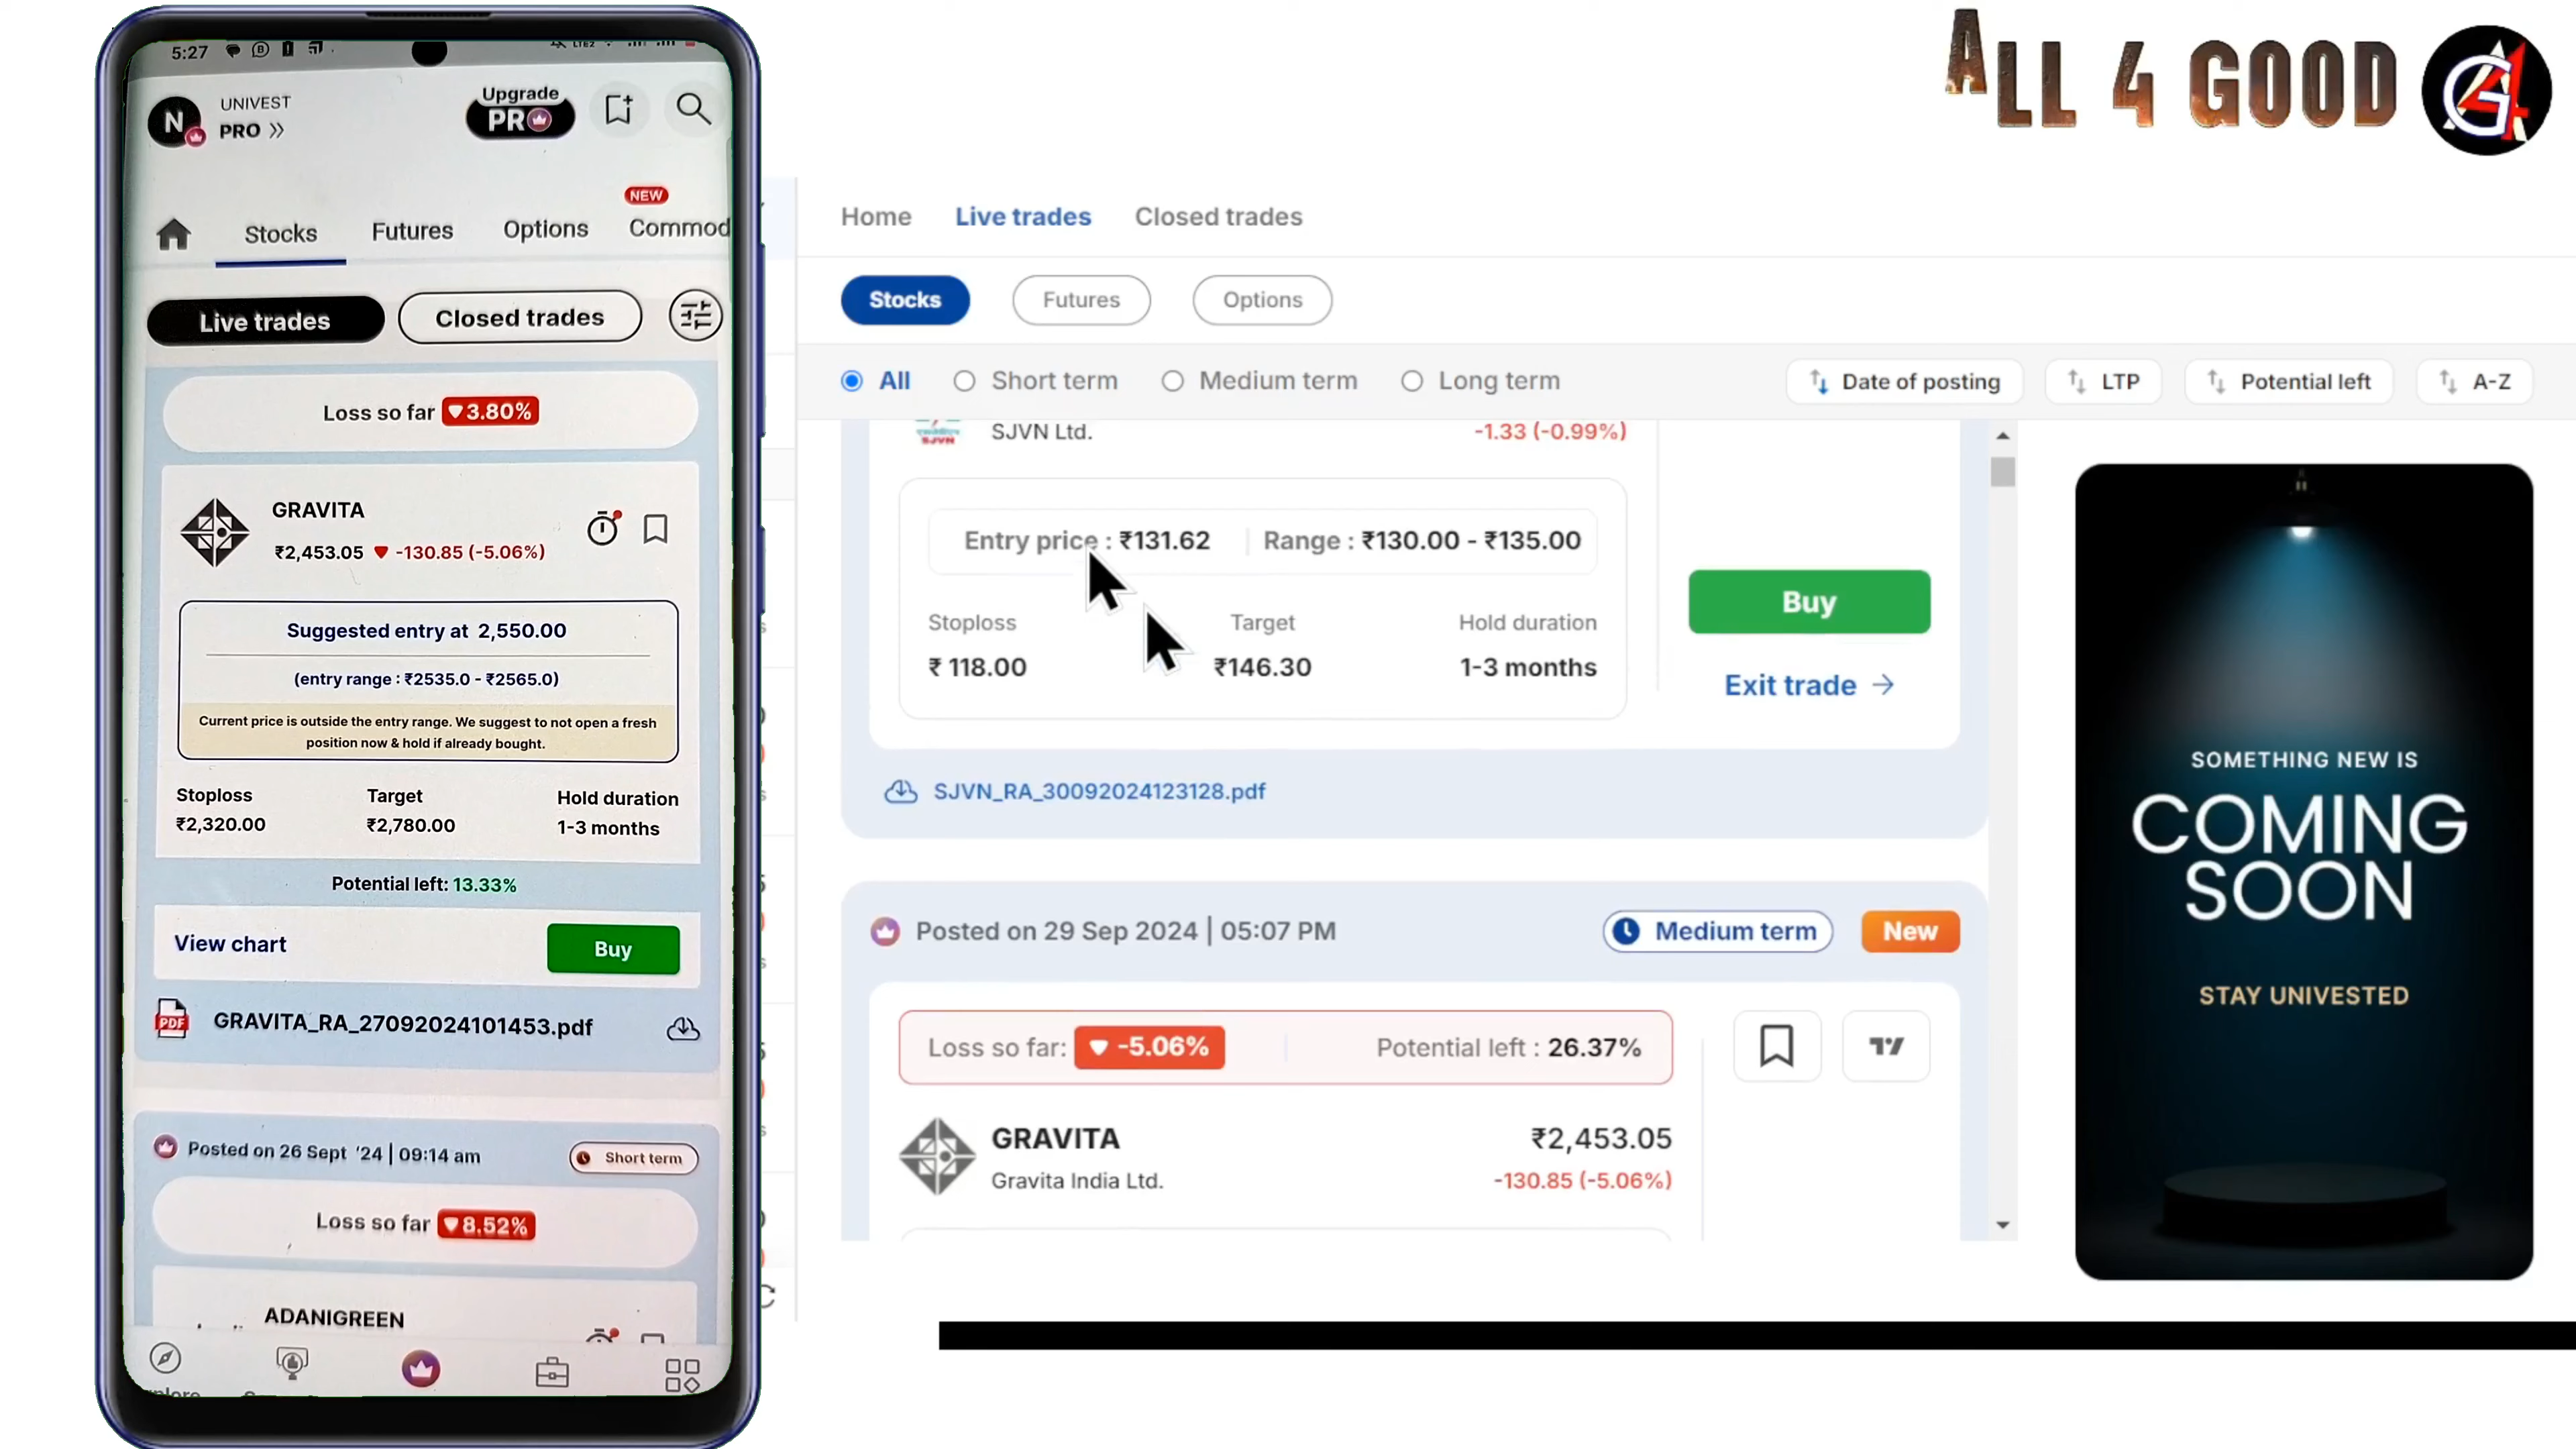 5:27
UNIVEST
PRO »
Upgrade
PRO
N
NEW
Stocks
Futures
Options
Commod
Live trades
Closed trades
Loss so far 3.80%
GRAVITA
₹2,453.05 -130.85 (-5.06%)
Suggested entry at 2,550.00
(entry range : ₹2535.0 - ₹2565.0)
Current price is outside the entry range. We suggest to not open a fresh
position now & hold if already bought.
Stoploss
Target
Hold duration
₹2,320.00
₹2,780.00
1-3 months
Potential left: 13.33%
View chart
Buy
PDF
GRAVITA_RA_27092024101453.pdf
Posted on 26 Sept '24 | 09:14 am
Short term
Loss so far 8.52%
ADANIGREEN
ALL 4 GOOD
Home
Live trades
Closed trades
Stocks
Futures
Options
All
Short term
Medium term
Long term
Date of posting
LTP
Potential left
A-Z
SJVN
SJVN Ltd.
-1.33 (-0.99%)
Entry price : ₹131.62
Range : ₹130.00 - ₹135.00
Stoploss
Target
Hold duration
₹ 118.00
₹146.30
1-3 months
Buy
Exit trade →
SJVN_RA_30092024123128.pdf
Posted on 29 Sep 2024 | 05:07 PM
Medium term
New
Loss so far: -5.06%
Potential left : 26.37%
GRAVITA
₹2,453.05
Gravita India Ltd.
-130.85 (-5.06%)
SOMETHING NEW IS
COMING
SOON
STAY UNIVESTED